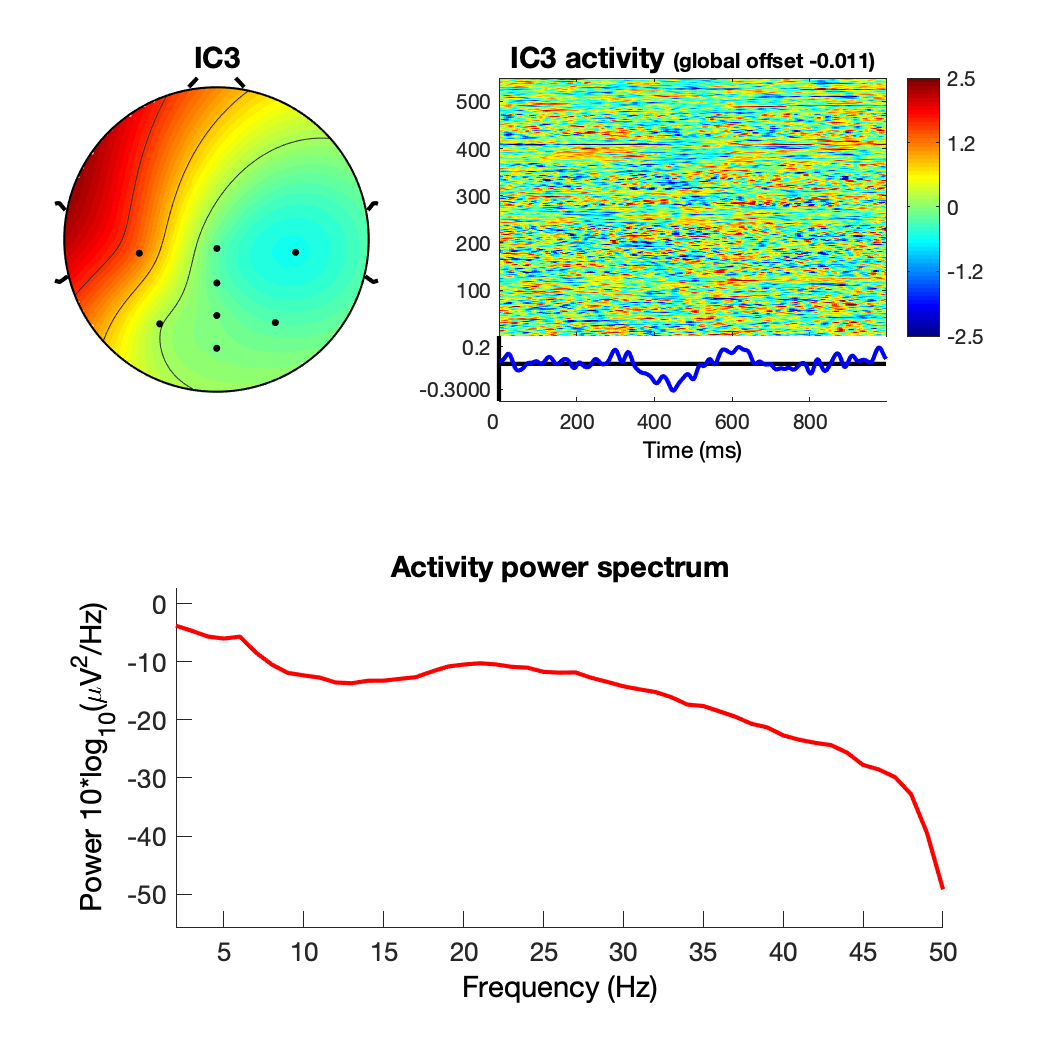 IC3
IC3 activity (global offset -0.011)
500
400
300
200
100
2.5
1.2
0
-1.2
-2.5
0.2
-0.3000
0 200 400 600 800
Time (ms)
Activity power spectrum
Power 10*log10(μV2/Hz)
0
-10
-20
-30
-40
-50
5 10 15 20 25 30 35 40 45 50
Frequency (Hz)